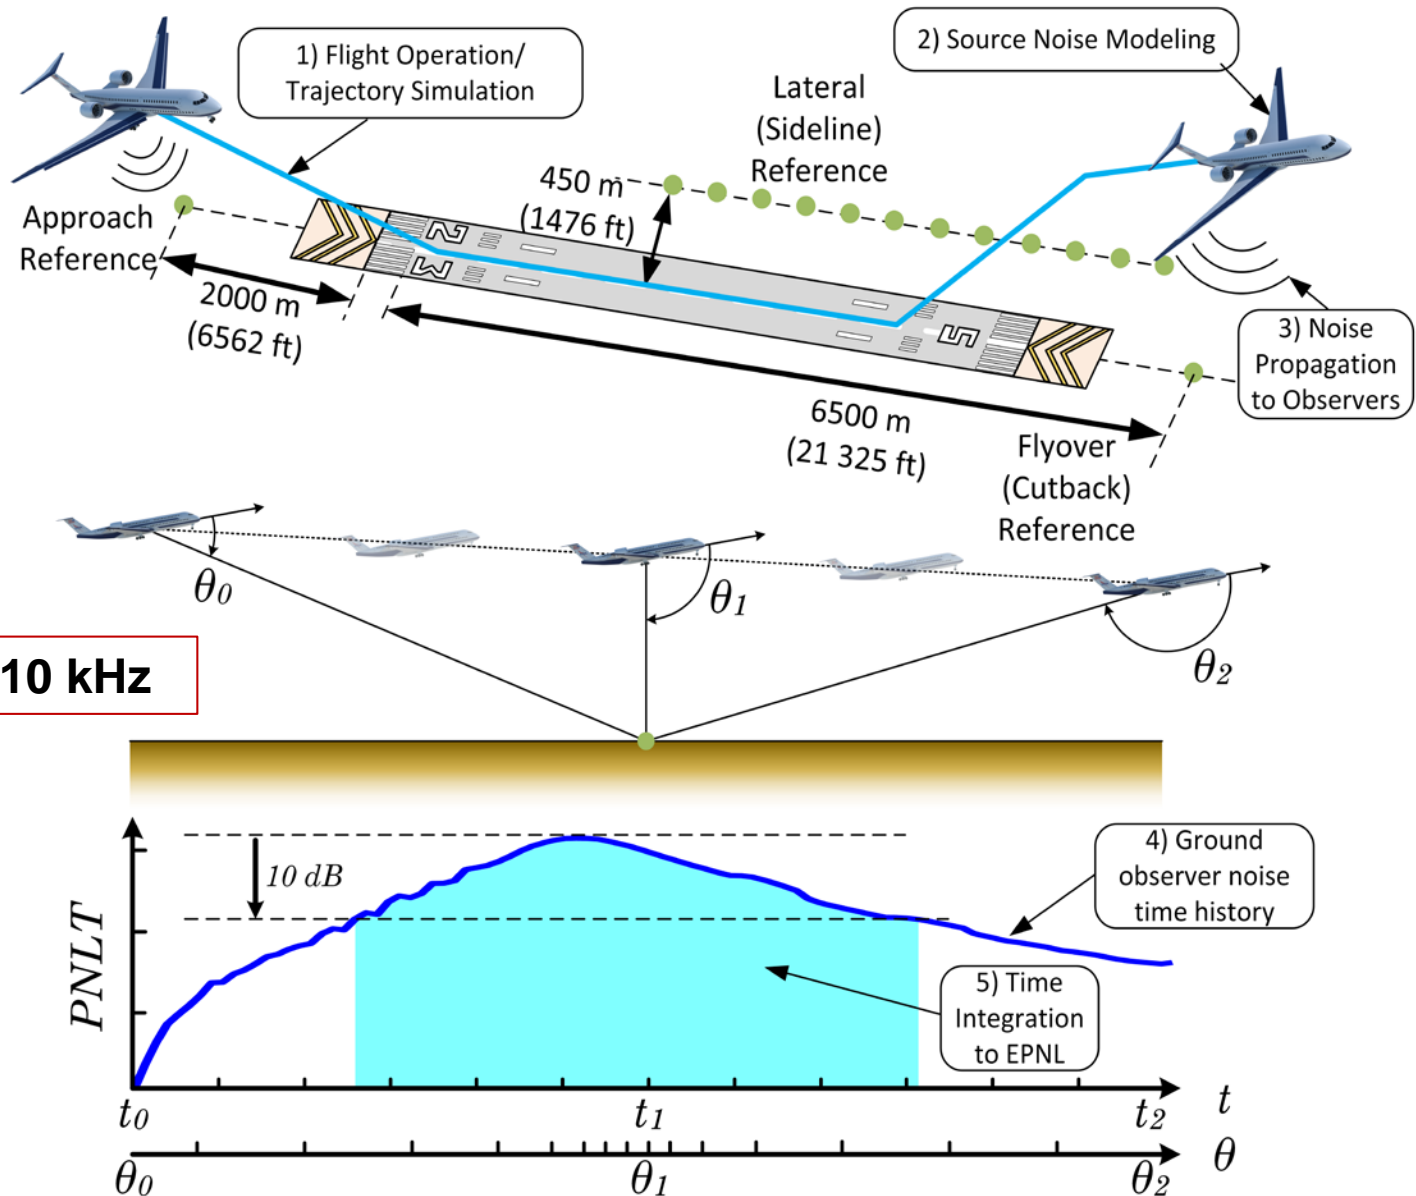 1) Flight Operation/
Trajectory Simulation
2) Source Noise Modeling
Lateral
(Sideline)
Reference
450 m
(1476 ft)
Approach
Reference
2000 m
(6562 ft)
2
3
5
3) Noise
Propagation
to Observers
6500 m
(21 325 ft)
Flyover
(Cutback)
Reference
θ0
θ1
θ2
10 kHz
10 dB
PNLT
4) Ground
observer noise
time history
5) Time
Integration
to EPNL
t0
t1
t2
t
θ0
θ1
θ2
θ